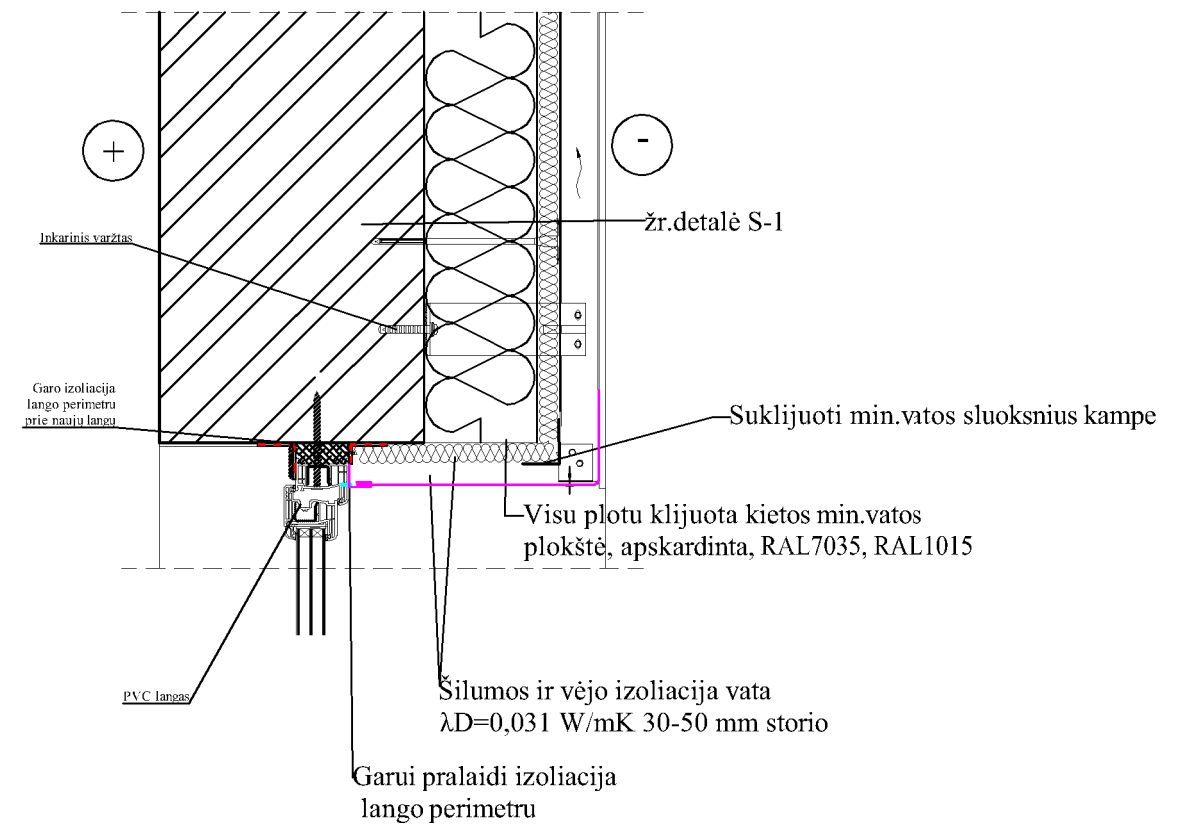 +
-
žr.detalė S-1
Inkarinis varžtas
Garo izoliacija
lango perimetru
prie naujų langu
Suklijuoti min.vatos sluoksnius kampe
Visu plotu klijuota kietos min.vatos
plokštė, apskardinta, RAL7035, RAL1015
PVC langas
Šilumos ir vėjo izoliacija vata
λD=0,031 W/mK 30-50 mm storio
Garui pralaidi izoliacija
lango perimetru